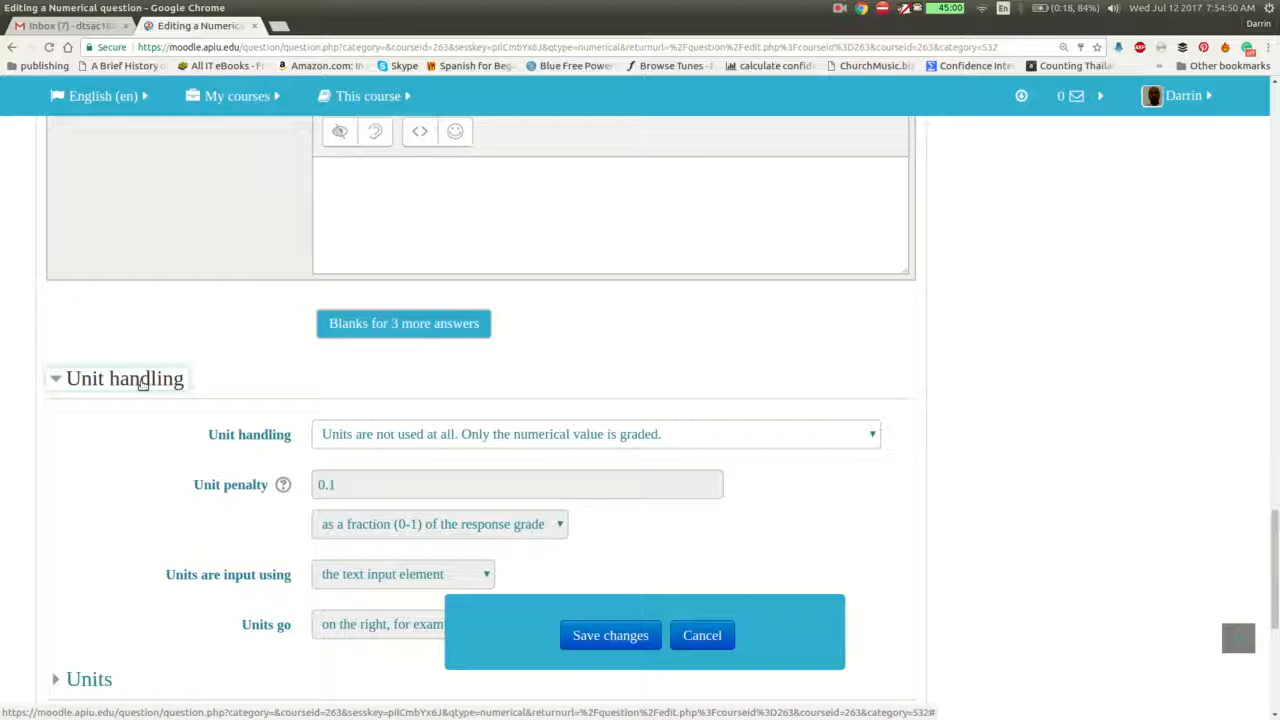 Editing a Numerical question - Google Chrome
45:00 En (0:18, 84%) Wed Jul 12 2017 7:54:50 AM
Inbox (7) - dtsac18 Editing a Numerica Darrin
Secure https://moodle.apiu.edu/question/question.php?category=&courseid=263&sesskey=pIlCmbYx6J&qtype=numerical&returnurl=%2Fquestion%2Fedit.php%3Fcourseid%3D263&courseid=263&category=532
publishing A Brief History All IT eBooks - F Amazon.com: Skype Spanish for Beg Blue Free Power Browse Tunes - calculate confid ChurchMusic.bi Confidence Inte Counting Thaila » Other bookmarks
English (en) My courses This course 0 Darrin
Blanks for 3 more answers
Unit handling
Unit handling Units are not used at all. Only the numerical value is graded.
Unit penalty ? 0.1
as a fraction (0-1) of the response grade
Units are input using the text input element
Units go on the right, for exam
Save changes Cancel
Units
https://moodle.apiu.edu/question/question.php?category=&courseid=263&sesskey=pIlCmbYx6J&qtype=numerical&returnurl=%2Fquestion%2Fedit.php%3Fcourseid%3D263&courseid=263&category=532#